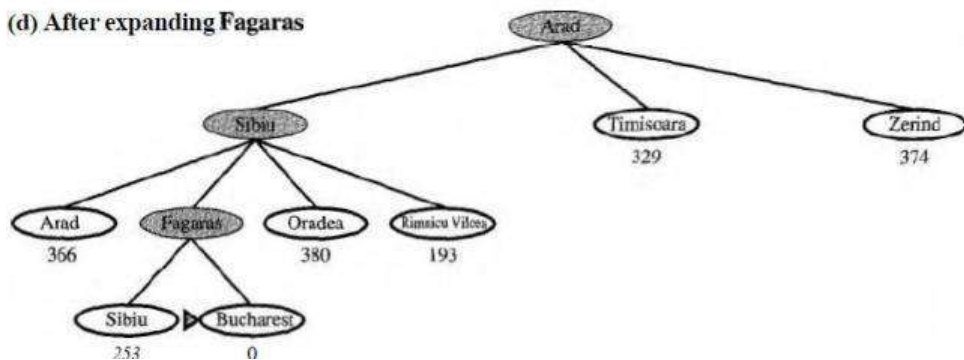 (d) After expanding Fagaras
Arad
Sibiu
Timisoara
Zerind
329
374
Arad
Fagaras
Oradea
Rimnicu Vilcea
366
380
193
Sibiu
Bucharest
253
0